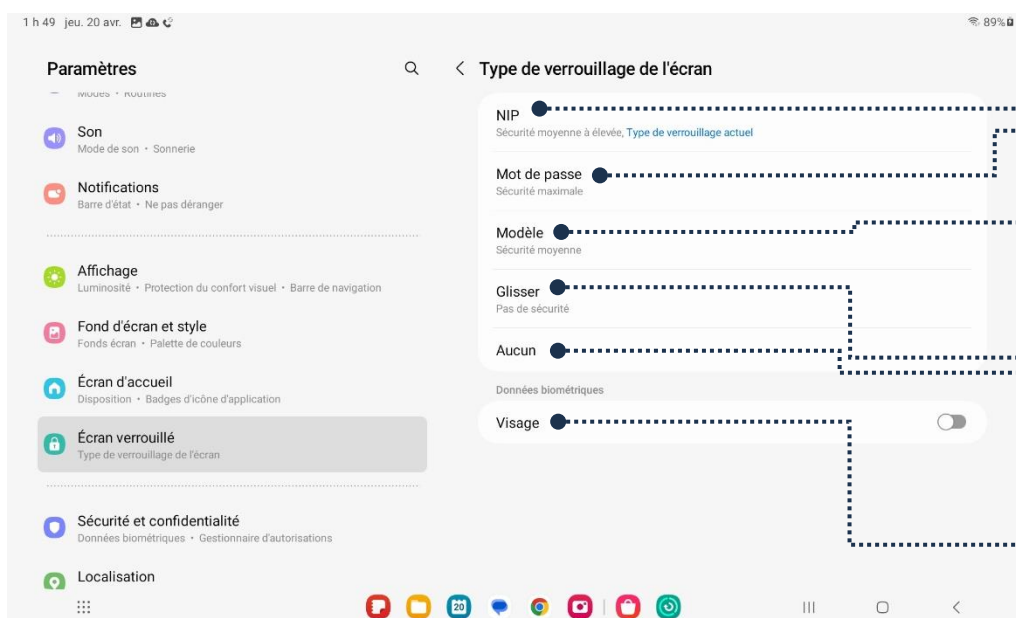 1 h 49 jeu. 20 avr.
89%
Paramètres
Modes • Routines
Son
Mode de son • Sonnerie
Notifications
Barre d'état • Ne pas déranger
Affichage
Luminosité • Protection du confort visuel • Barre de navigation
Fond d'écran et style
Fonds écran • Palette de couleurs
Écran d'accueil
Disposition • Badges d'icône d'application
Écran verrouillé
Type de verrouillage de l'écran
Sécurité et confidentialité
Données biométriques • Gestionnaire d'autorisations
Localisation
Type de verrouillage de l'écran
NIP
Sécurité moyenne à élevée, Type de verrouillage actuel
Mot de passe
Sécurité maximale
Modèle
Sécurité moyenne
Glisser
Pas de sécurité
Aucun
Données biométriques
Visage
20